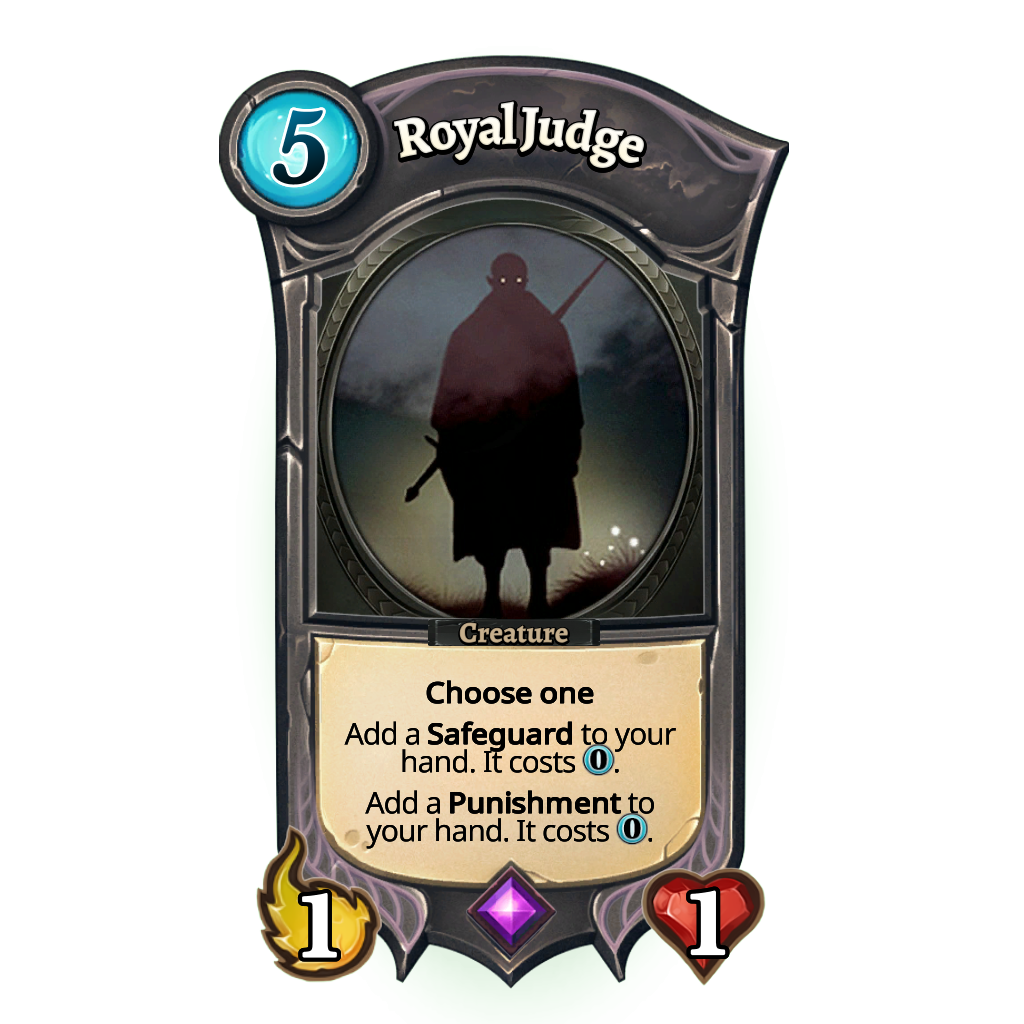 5
Royal Judge
Creature
Choose one
Add a Safeguard to your
hand. It costs 0.
Add a Punishment to
your hand. It costs 0.
1
1